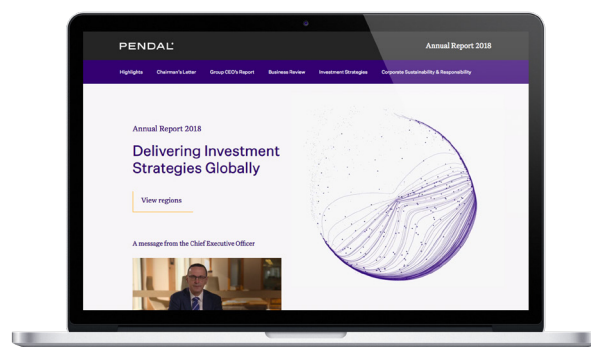 PENDAL
Annual Report 2018
Highlights Chairman's Letter Group CEO's Report Business Review Investment Strategies Corporate Sustainability & Responsibility
Annual Report 2018
Delivering Investment
Strategies Globally
View regions
A message from the Chief Executive Officer